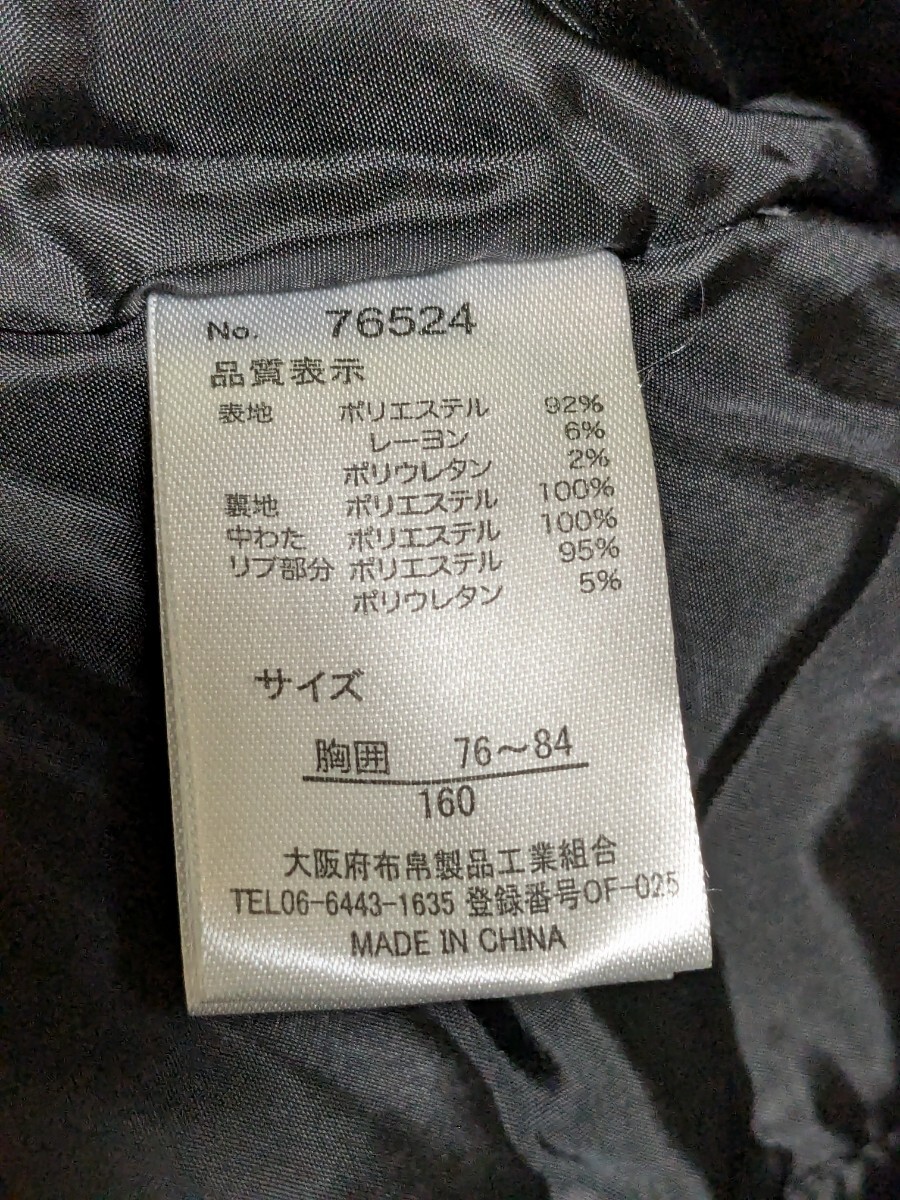 No. 76524
品質表示
表地 ポリエステル 92%
レーヨン 6%
ポリウレタン 2%
裏地 ポリエステル 100%
中わた ポリエステル 100%
リブ部分 ポリエステル 95%
ポリウレタン 5%
サイズ
胸囲 76〜84
160
大阪府布帛製品工業組合
TEL06-6443-1635 登録番号OF-025
MADE IN CHINA